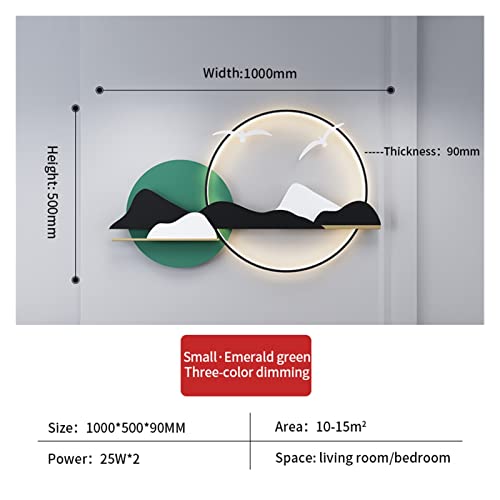 Width:1000mm
Height: 500mm
Thickness：90mm
Small·Emerald green
Three-color dimming
Size: 1000*500*90MM
Area: 10-15m²
Power: 25W*2
Space: living room/bedroom